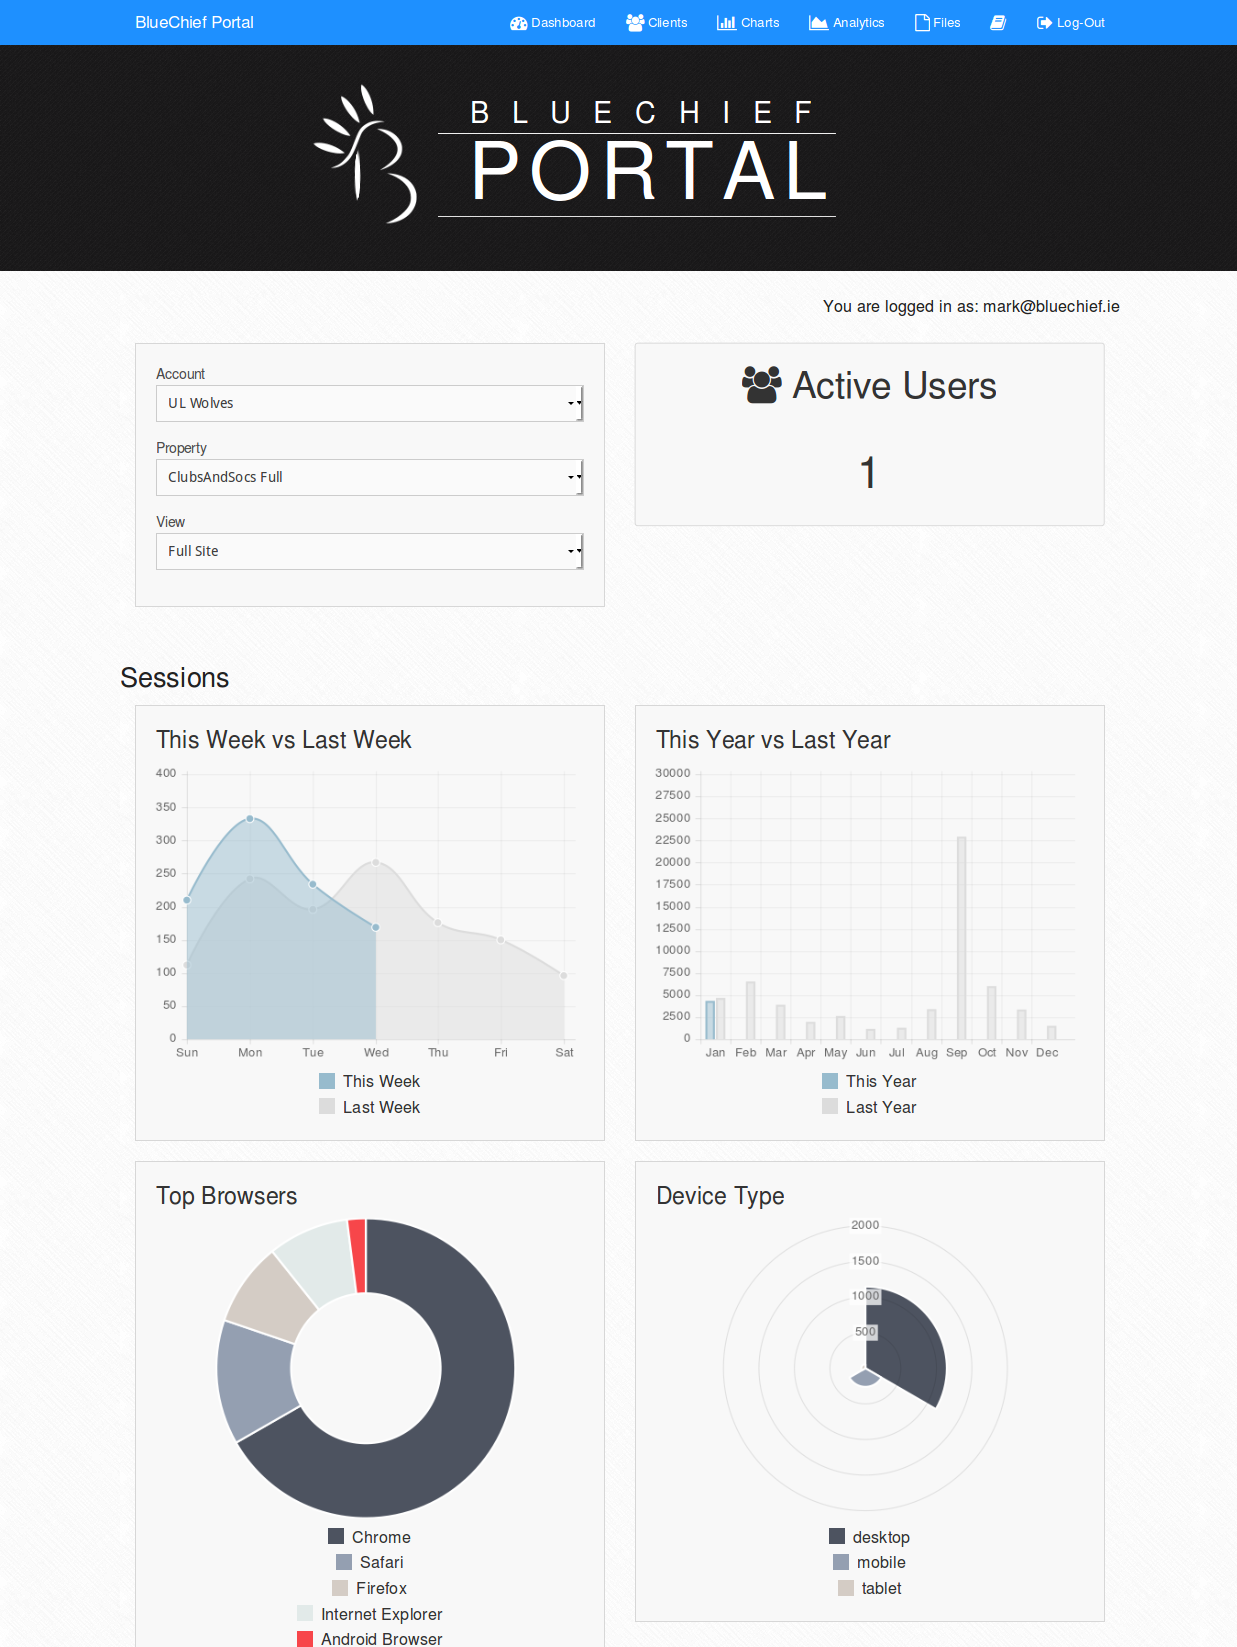 BlueChief Portal
Dashboard Clients Charts Analytics Files Log-Out
BLUECHIEF
PORTAL
You are logged in as: mark@bluechief.ie
Account
UL Wolves
Property
ClubsAndSocs Full
View
Full Site
Active Users
1
Sessions
This Week vs Last Week
400
350
300
250
200
150
100
50
0
Sun Mon Tue Wed Thu Fri Sat
This Week
Last Week
This Year vs Last Year
30000
27500
25000
22500
20000
17500
15000
12500
10000
7500
5000
2500
0
Jan Feb Mar Apr May Jun Jul Aug Sep Oct Nov Dec
This Year
Last Year
Top Browsers
Chrome
Safari
Firefox
Internet Explorer
Android Browser
Device Type
2000
1500
1000
500
desktop
mobile
tablet